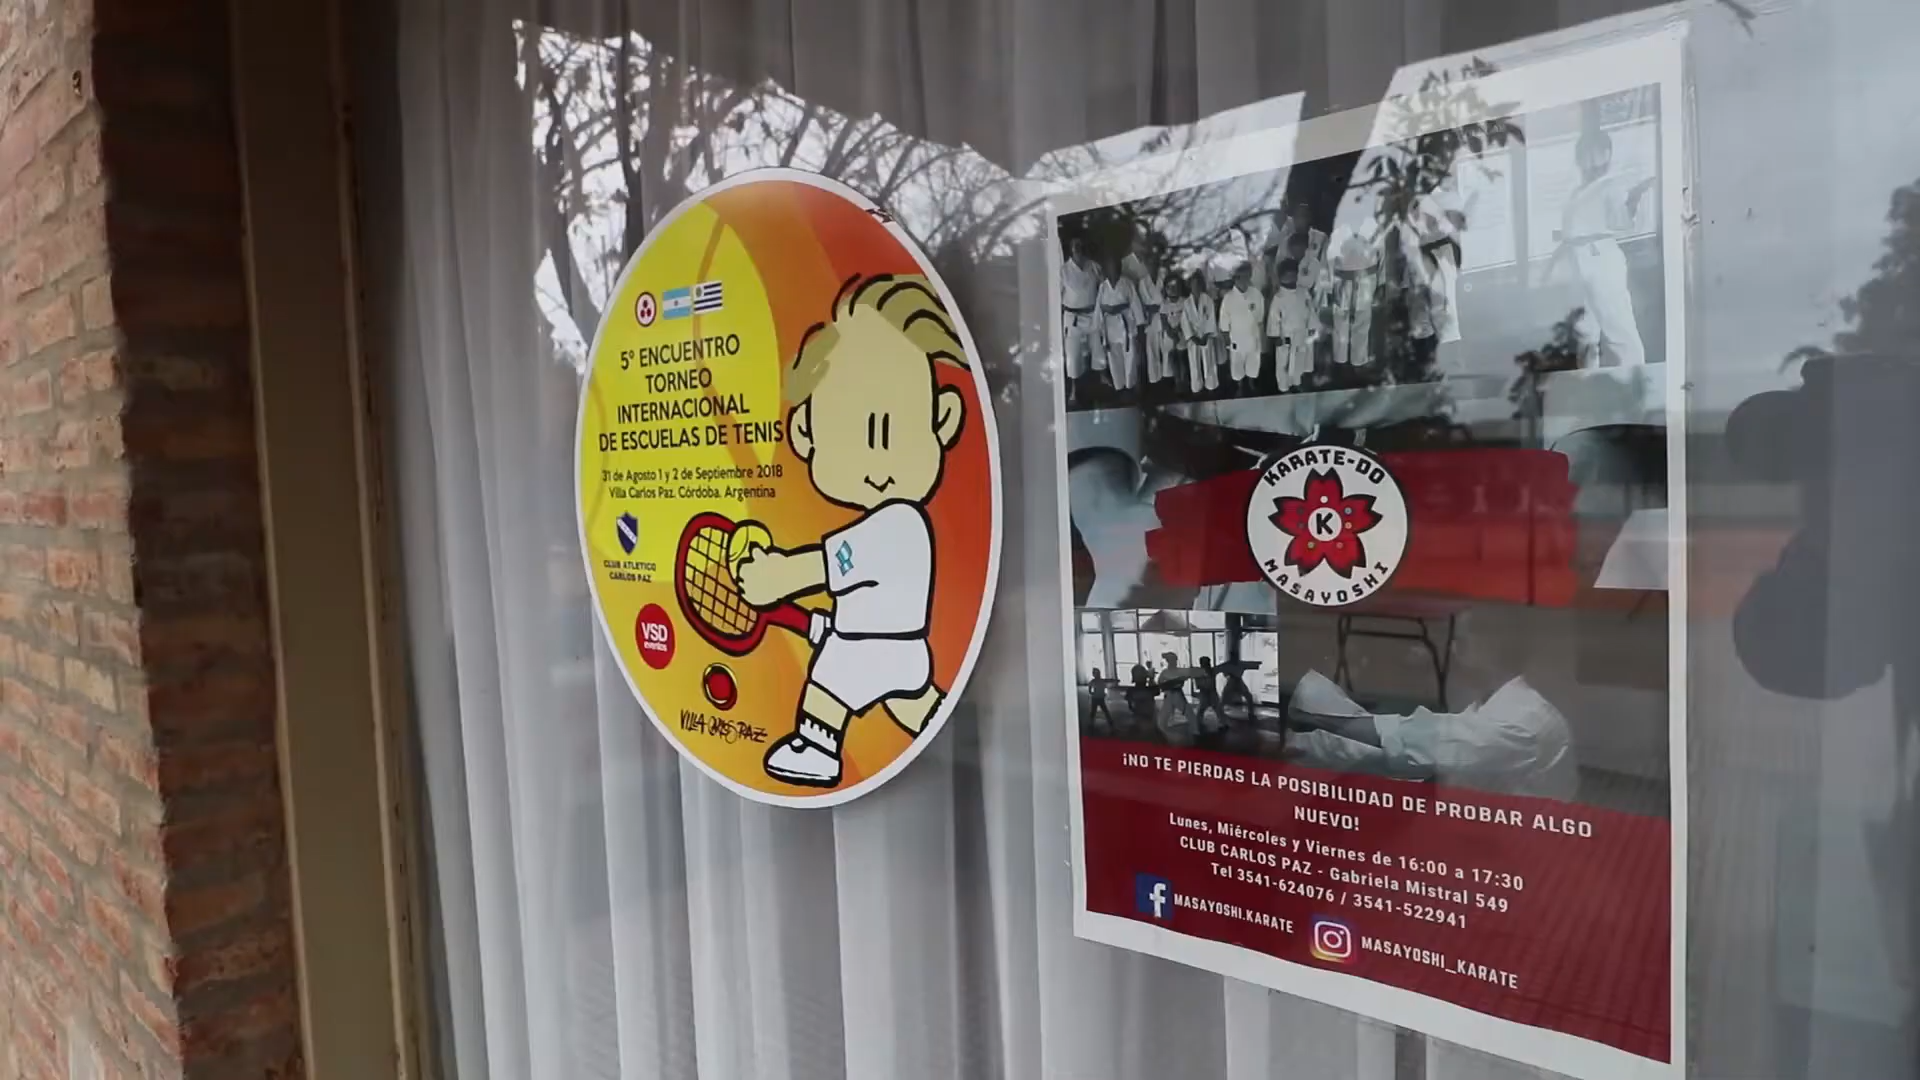 5º ENCUENTRO
TORNEO
INTERNACIONAL
DE ESCUELAS DE TENIS
31 de Agosto 1 y 2 de Septiembre 2018
Villa Carlos Paz. Córdoba. Argentina
CLUB ATLETICO
CARLOS PAZ
VSD
eventos
VILLA CARLOS PAZ
KARATE-DO
K
MASAYOSHI
¡NO TE PIERDAS LA POSIBILIDAD DE PROBAR ALGO
NUEVO!
Lunes, Miércoles y Viernes de 16:00 a 17:30
CLUB CARLOS PAZ - Gabriela Mistral 549
Tel 3541-624076 / 3541-522941
MASAYOSHI.KARATE
MASAYOSHI_KARATE